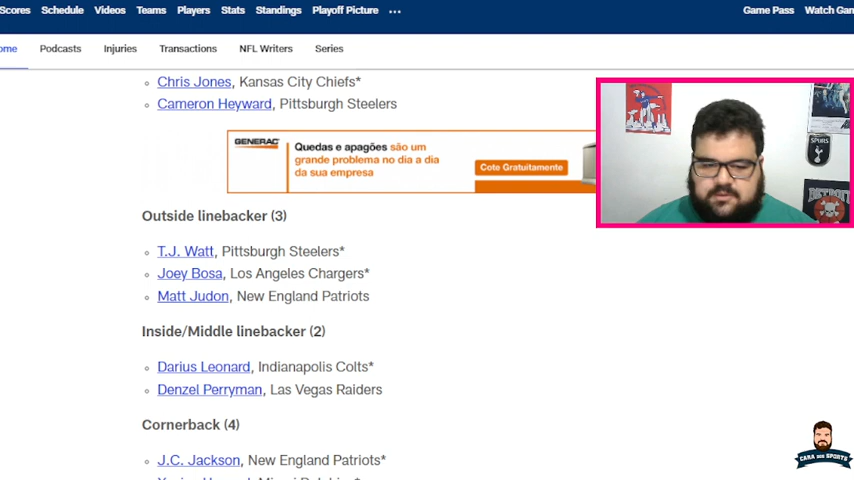 Scores Schedule Videos Teams Players Stats Standings Playoff Picture ... Game Pass Watch
Podcasts Injuries Transactions NFL Writers Series
Chris Jones, Kansas City Chiefs*
Cameron Heyward, Pittsburgh Steelers
GENERAC
Quedas e apagões são um
grande problema no dia a dia
da sua empresa
Cote Gratuitamente
SPURS
DETROIT
Outside linebacker (3)
T.J. Watt, Pittsburgh Steelers*
Joey Bosa, Los Angeles Chargers*
Matt Judon, New England Patriots
Inside/Middle linebacker (2)
Darius Leonard, Indianapolis Colts*
Denzel Perryman, Las Vegas Raiders
Cornerback (4)
J.C. Jackson, New England Patriots*
CARA DOS SPORTS